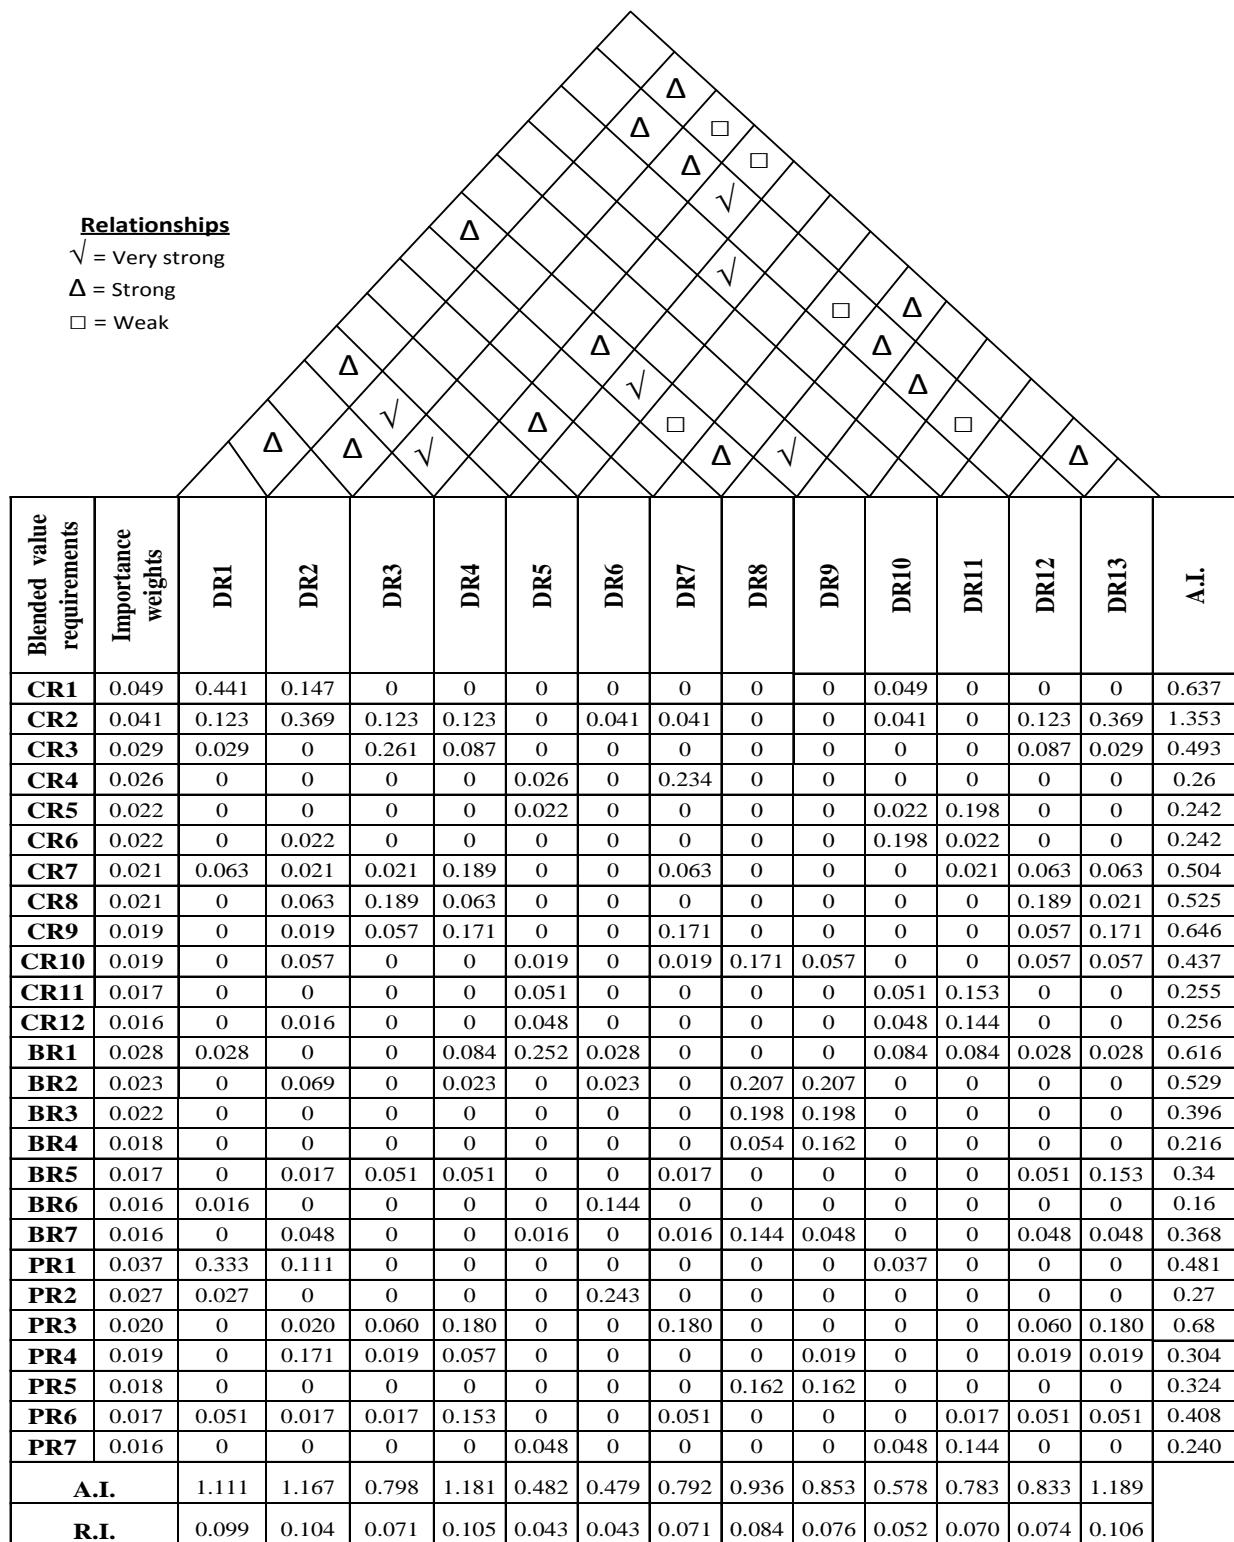 Δ
Δ □
Δ □
√
Relationships
Δ
√ = Very strong
√
Δ = Strong
□ Δ
□ = Weak
Δ Δ
Δ Δ
√ √
Δ Δ Δ □ □
√ Δ √ Δ
Blended value requirements Importance weights DR1 DR2 DR3 DR4 DR5 DR6 DR7 DR8 DR9 DR10 DR11 DR12 DR13 A.I.
CR1 0.049 0.441 0.147 0 0 0 0 0 0 0 0.049 0 0 0 0.637
CR2 0.041 0.123 0.369 0.123 0.123 0 0.041 0.041 0 0 0.041 0 0.123 0.369 1.353
CR3 0.029 0.029 0 0.261 0.087 0 0 0 0 0 0 0 0.087 0.029 0.493
CR4 0.026 0 0 0 0 0.026 0 0.234 0 0 0 0 0 0 0.26
CR5 0.022 0 0 0 0 0.022 0 0 0 0 0.022 0.198 0 0 0.242
CR6 0.022 0 0.022 0 0 0 0 0 0 0 0.198 0.022 0 0 0.242
CR7 0.021 0.063 0.021 0.021 0.189 0 0 0.063 0 0 0 0.021 0.063 0.063 0.504
CR8 0.021 0 0.063 0.189 0.063 0 0 0 0 0 0 0 0.189 0.021 0.525
CR9 0.019 0 0.019 0.057 0.171 0 0 0.171 0 0 0 0 0.057 0.171 0.646
CR10 0.019 0 0.057 0 0 0.019 0 0.019 0.171 0.057 0 0 0.057 0.057 0.437
CR11 0.017 0 0 0 0 0.051 0 0 0 0 0.051 0.153 0 0 0.255
CR12 0.016 0 0.016 0 0 0.048 0 0 0 0 0.048 0.144 0 0 0.256
BR1 0.028 0.028 0 0 0.084 0.252 0.028 0 0 0 0.084 0.084 0.028 0.028 0.616
BR2 0.023 0 0.069 0 0.023 0 0.023 0 0.207 0.207 0 0 0 0 0.529
BR3 0.022 0 0 0 0 0 0 0 0.198 0.198 0 0 0 0 0.396
BR4 0.018 0 0 0 0 0 0 0 0.054 0.162 0 0 0 0 0.216
BR5 0.017 0 0.017 0.051 0.051 0 0 0.017 0 0 0 0 0.051 0.153 0.34
BR6 0.016 0.016 0 0 0 0 0.144 0 0 0 0 0 0 0 0.16
BR7 0.016 0 0.048 0 0 0.016 0 0.016 0.144 0.048 0 0 0.048 0.048 0.368
PR1 0.037 0.333 0.111 0 0 0 0 0 0 0 0.037 0 0 0 0.481
PR2 0.027 0.027 0 0 0 0 0.243 0 0 0 0 0 0 0 0.27
PR3 0.020 0 0.020 0.060 0.180 0 0 0.180 0 0 0 0 0.060 0.180 0.68
PR4 0.019 0 0.171 0.019 0.057 0 0 0 0 0.019 0 0 0.019 0.019 0.304
PR5 0.018 0 0 0 0 0 0 0 0.162 0.162 0 0 0 0 0.324
PR6 0.017 0.051 0.017 0.017 0.153 0 0 0.051 0 0 0 0.017 0.051 0.051 0.408
PR7 0.016 0 0 0 0 0.048 0 0 0 0 0.048 0.144 0 0 0.240
A.I. 1.111 1.167 0.798 1.181 0.482 0.479 0.792 0.936 0.853 0.578 0.783 0.833 1.189
R.I. 0.099 0.104 0.071 0.105 0.043 0.043 0.071 0.084 0.076 0.052 0.070 0.074 0.106